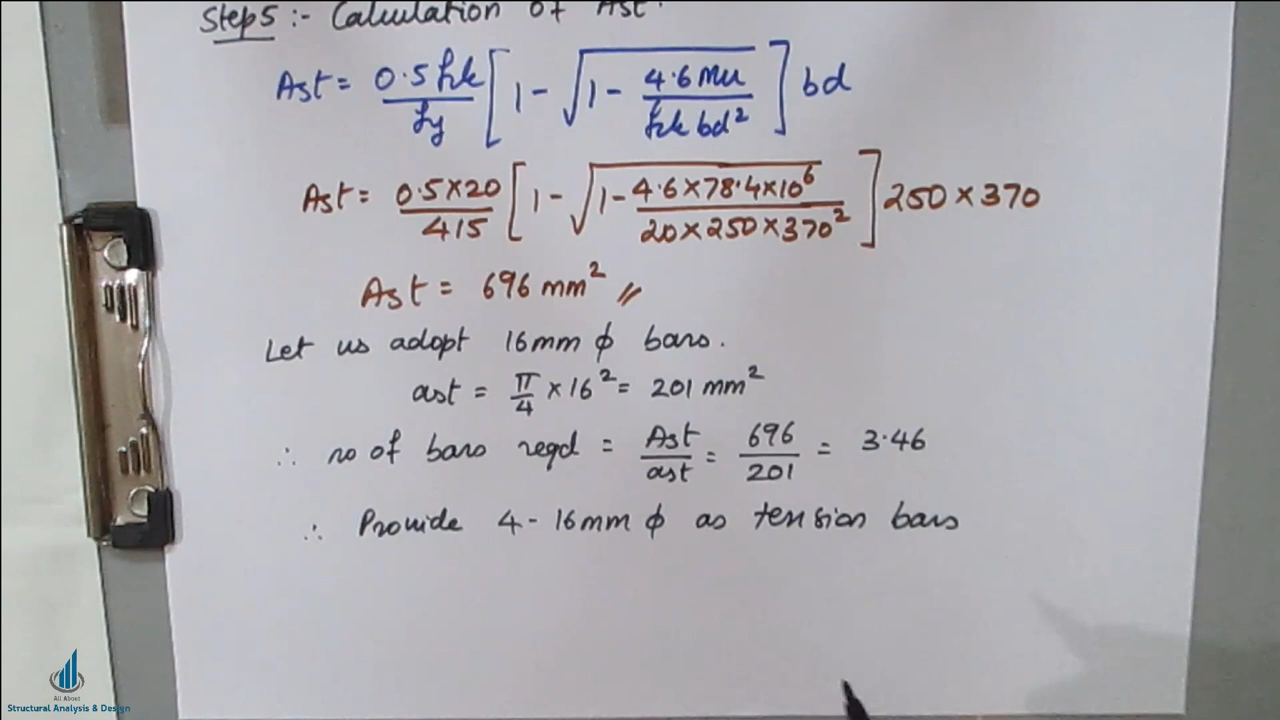 Step5 :- Calculation of Ast.
Ast = 0.5 fck / fy [ 1 - √(1 - 4.6 Mu / fck bd²) ] bd
Ast = 0.5×20 / 415 [ 1 - √(1 - 4.6×78.4×10⁶ / 20×250×370²) ] 250×370
Ast = 696 mm² //
Let us adopt 16mm ϕ bars.
ast = π/4 × 16² = 201 mm²
∴ no of bars reqd = Ast/ast = 696/201 = 3.46
∴ Provide 4 - 16mm ϕ as tension bars
All About
Structural Analysis & Design